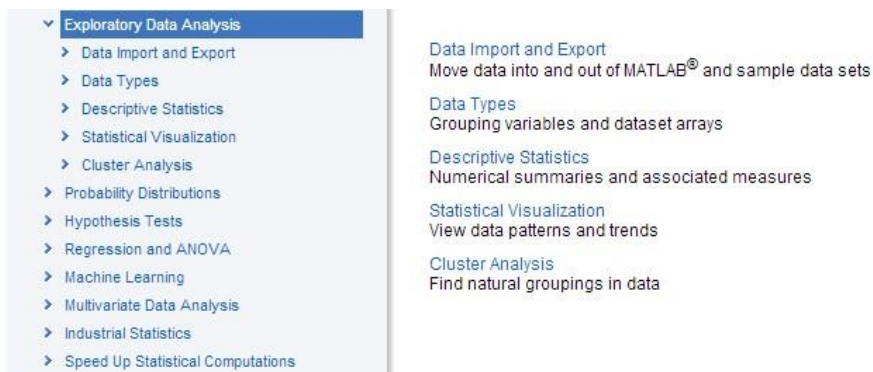 Exploratory Data Analysis
Data Import and Export
Data Types
Descriptive Statistics
Statistical Visualization
Cluster Analysis
Probability Distributions
Hypothesis Tests
Regression and ANOVA
Machine Learning
Multivariate Data Analysis
Industrial Statistics
Speed Up Statistical Computations
Data Import and Export
Move data into and out of MATLAB® and sample data sets
Data Types
Grouping variables and dataset arrays
Descriptive Statistics
Numerical summaries and associated measures
Statistical Visualization
View data patterns and trends
Cluster Analysis
Find natural groupings in data